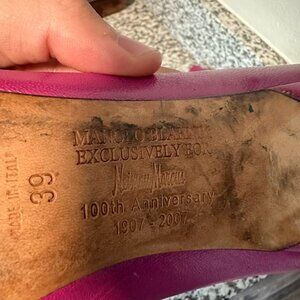 MANOLO BLAHNIK
EXCLUSIVELY FOR
Neiman Marcus
100th Anniversary
1907 - 2007
39
MADE IN ITALY